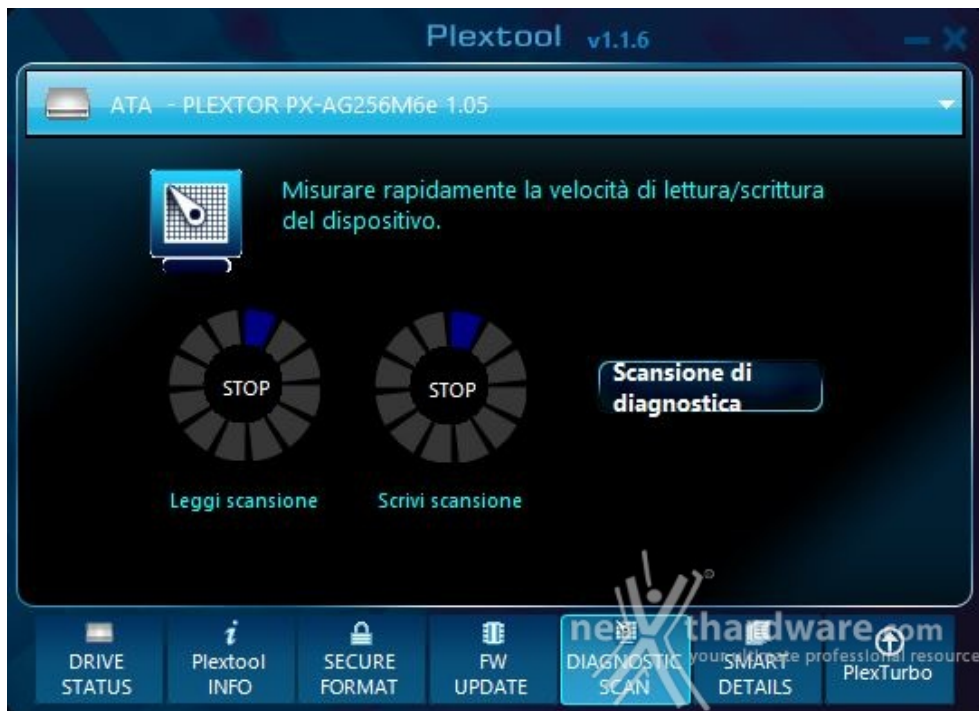 Plextool v1.1.6
ATA - PLEXTOR PX-AG256M6e 1.05
Misurare rapidamente la velocità di lettura/scrittura
del dispositivo.
STOP
STOP
Scansione di
diagnostica
Leggi scansione
Scrivi scansione
DRIVE
STATUS
Plextool
INFO
SECURE
FORMAT
FW
UPDATE
DIAGNOSTIC
SCAN
SMART
DETAILS
PlexTurbo
nexthardware.com
your ultimate professional resource